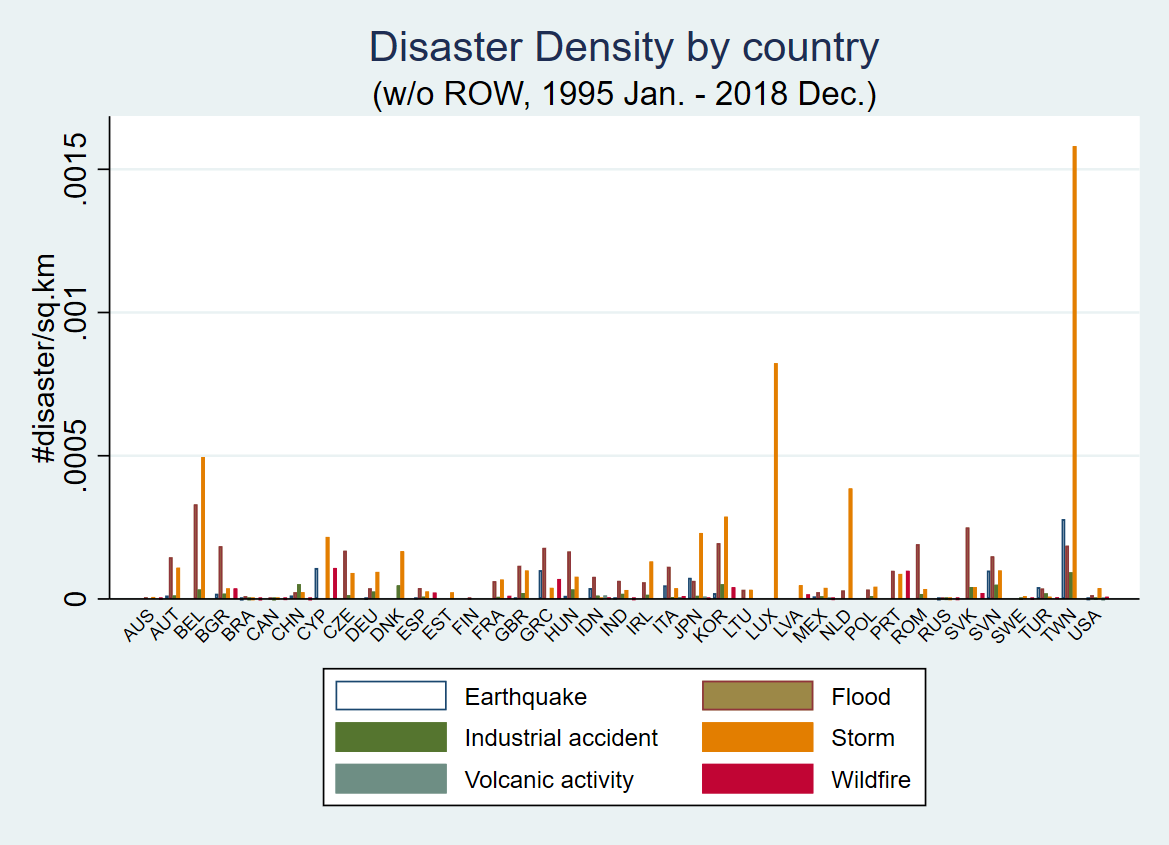 Disaster Density by country
(w/o ROW, 1995 Jan. - 2018 Dec.)
#disaster/sq.km
.0015
.001
.0005
0
AUS AUT BEL BGR BRA CAN CHN CYP CZE DEU DNK ESP EST FIN FRA GBR GRC HUN IDN IND IRL ITA JPN KOR LTU LUX LVA MEX NLD POL PRT ROM RUS SVK SVN SWE TUR TWN USA
Earthquake Flood
Industrial accident Storm
Volcanic activity Wildfire